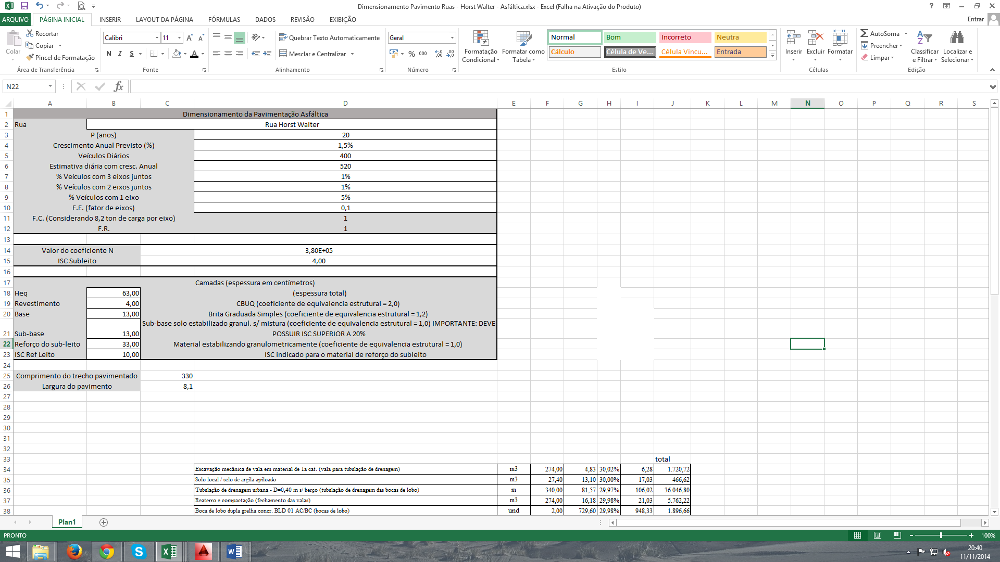 Dimensionamento Pavimento Ruas - Horst Walter - Asfáltica.xlsx - Excel (Falha na Ativação do Produto)
ARQUIVO PÁGINA INICIAL INSERIR LAYOUT DA PÁGINA FÓRMULAS DADOS REVISÃO EXIBIÇÃO Entrar
Colar
Recortar
Copiar
Pincel de Formatação
Área de Transferência
Calibri 11
N I S
Fonte
Quebrar Texto Automaticamente
Mesclar e Centralizar
Alinhamento
Geral
% 000
Número
Formatação Condicional
Formatar como Tabela
Normal Bom Incorreto Neutra
Cálculo Célula de Ve... Célula Vincu... Entrada
Estilo
Inserir Excluir Formatar
Células
AutoSoma
Preencher
Limpar
Classificar e Filtrar
Localizar e Selecionar
Edição
N22 fx
A B C D E F G H I J K L M N O P Q R S
1 Dimensionamento da Pavimentação Asfáltica
2 Rua Rua Horst Walter
3 P (anos) 20
4 Crescimento Anual Previsto (%) 1,5%
5 Veículos Diários 400
6 Estimativa diária com cresc. Anual 520
7 % Veículos com 3 eixos juntos 1%
8 % Veículos com 2 eixos juntos 1%
9 % Veículos com 1 eixo 5%
10 F.E. (fator de eixos) 0,1
11 F.C. (Considerando 8,2 ton de carga por eixo) 1
12 F.R. 1
13
14 Valor do coeficiente N 3,80E+05
15 ISC Subleito 4,00
16
17 Camadas (espessura em centímetros)
18 Heq 63,00 (espessura total)
19 Revestimento 4,00 CBUQ (coeficiente de equivalencia estrutural = 2,0)
20 Base 13,00 Brita Graduada Simples (coeficiente de equivalencia estrutural = 1,2)
Sub-base solo estabilizado granul. s/ mistura (coeficiente de equivalencia estrutural = 1,0) IMPORTANTE: DEVE
21 Sub-base 13,00 POSSUIR ISC SUPERIOR A 20%
22 Reforço do sub-leito 33,00 Material estabilizando granulometricamente (coeficiente de equivalencia estrutural = 1,0)
23 ISC Ref Leito 10,00 ISC indicado para o material de reforço do subleito
24
25 Comprimento do trecho pavimentado 330
26 Largura do pavimento 8,1
27
28
29
30
31
32
33 total
34 Escavação mecânica de vala em material de 1a cat. (vala para tubulação de drenagem) m3 274,00 4,83 30,02% 6,28 1.720,72
35 Solo local / selo de argila apiloado m3 27,40 13,10 30,00% 17,03 466,62
36 Tubulação de drenagem urbana - D=0,40 m s/ berço (tubulação de drenagem das bocas de lobo) m 340,00 81,57 29,97% 106,02 36.046,80
37 Reaterro e compactação (fechamento das valas) m3 274,00 16,18 29,98% 21,03 5.762,22
38 Boca de lobo dupla grelha concr. BLD 01 AC/BC (bocas de lobo) und 2,00 729,60 29,98% 948,33 1.896,66
Plan1
PRONTO 100%
20:40
11/11/2014